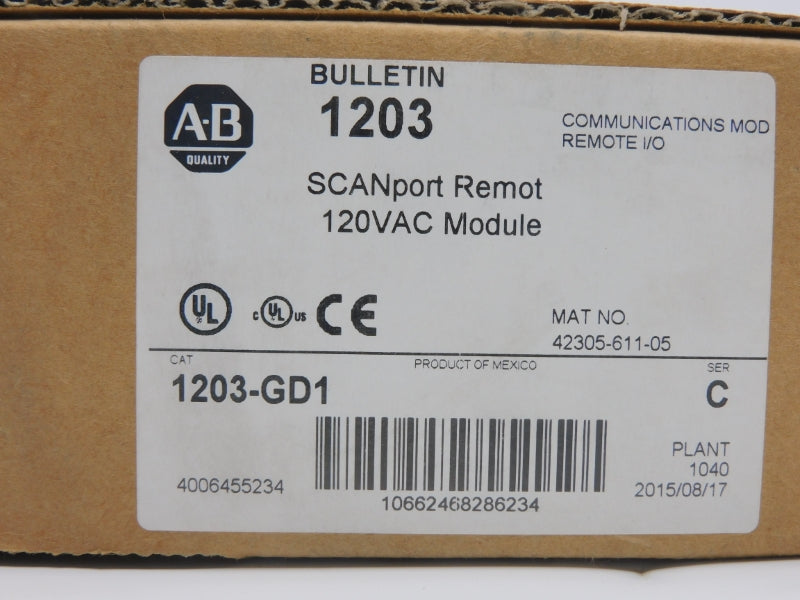 A-B
QUALITY
BULLETIN
1203
COMMUNICATIONS MOD
REMOTE I/O
SCANport Remot
120VAC Module
UL
C UL US CE
MAT NO.
42305-611-05
CAT
PRODUCT OF MEXICO
SER
1203-GD1
C
PLANT
1040
2015/08/17
4006455234
10662468286234